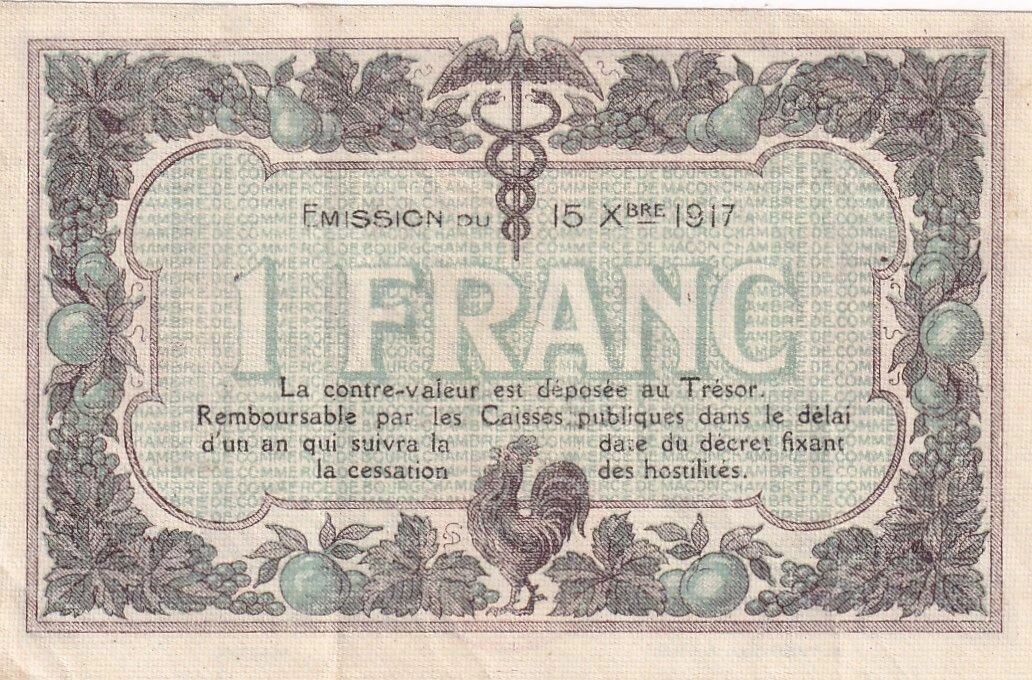 EMISSION DU 15 XBRE 1917
1 FRANC
La contre-valeur est déposée au Trésor.
Remboursable par les Caisses publiques dans le délai
d'un an qui suivra la date du décret fixant
la cessation des hostilités.